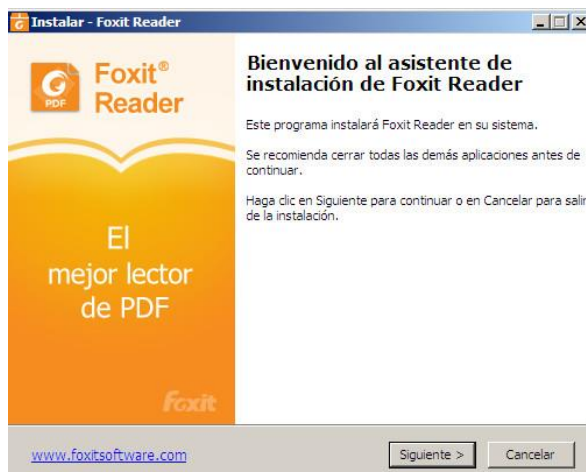 Instalar - Foxit Reader
Foxit®
Reader
PDF
El
mejor lector
de PDF
Foxit
Bienvenido al asistente de
instalación de Foxit Reader
Este programa instalará Foxit Reader en su sistema.
Se recomienda cerrar todas las demás aplicaciones antes de
continuar.
Haga clic en Siguiente para continuar o en Cancelar para salir
de la instalación.
www.foxitsoftware.com
Siguiente >
Cancelar